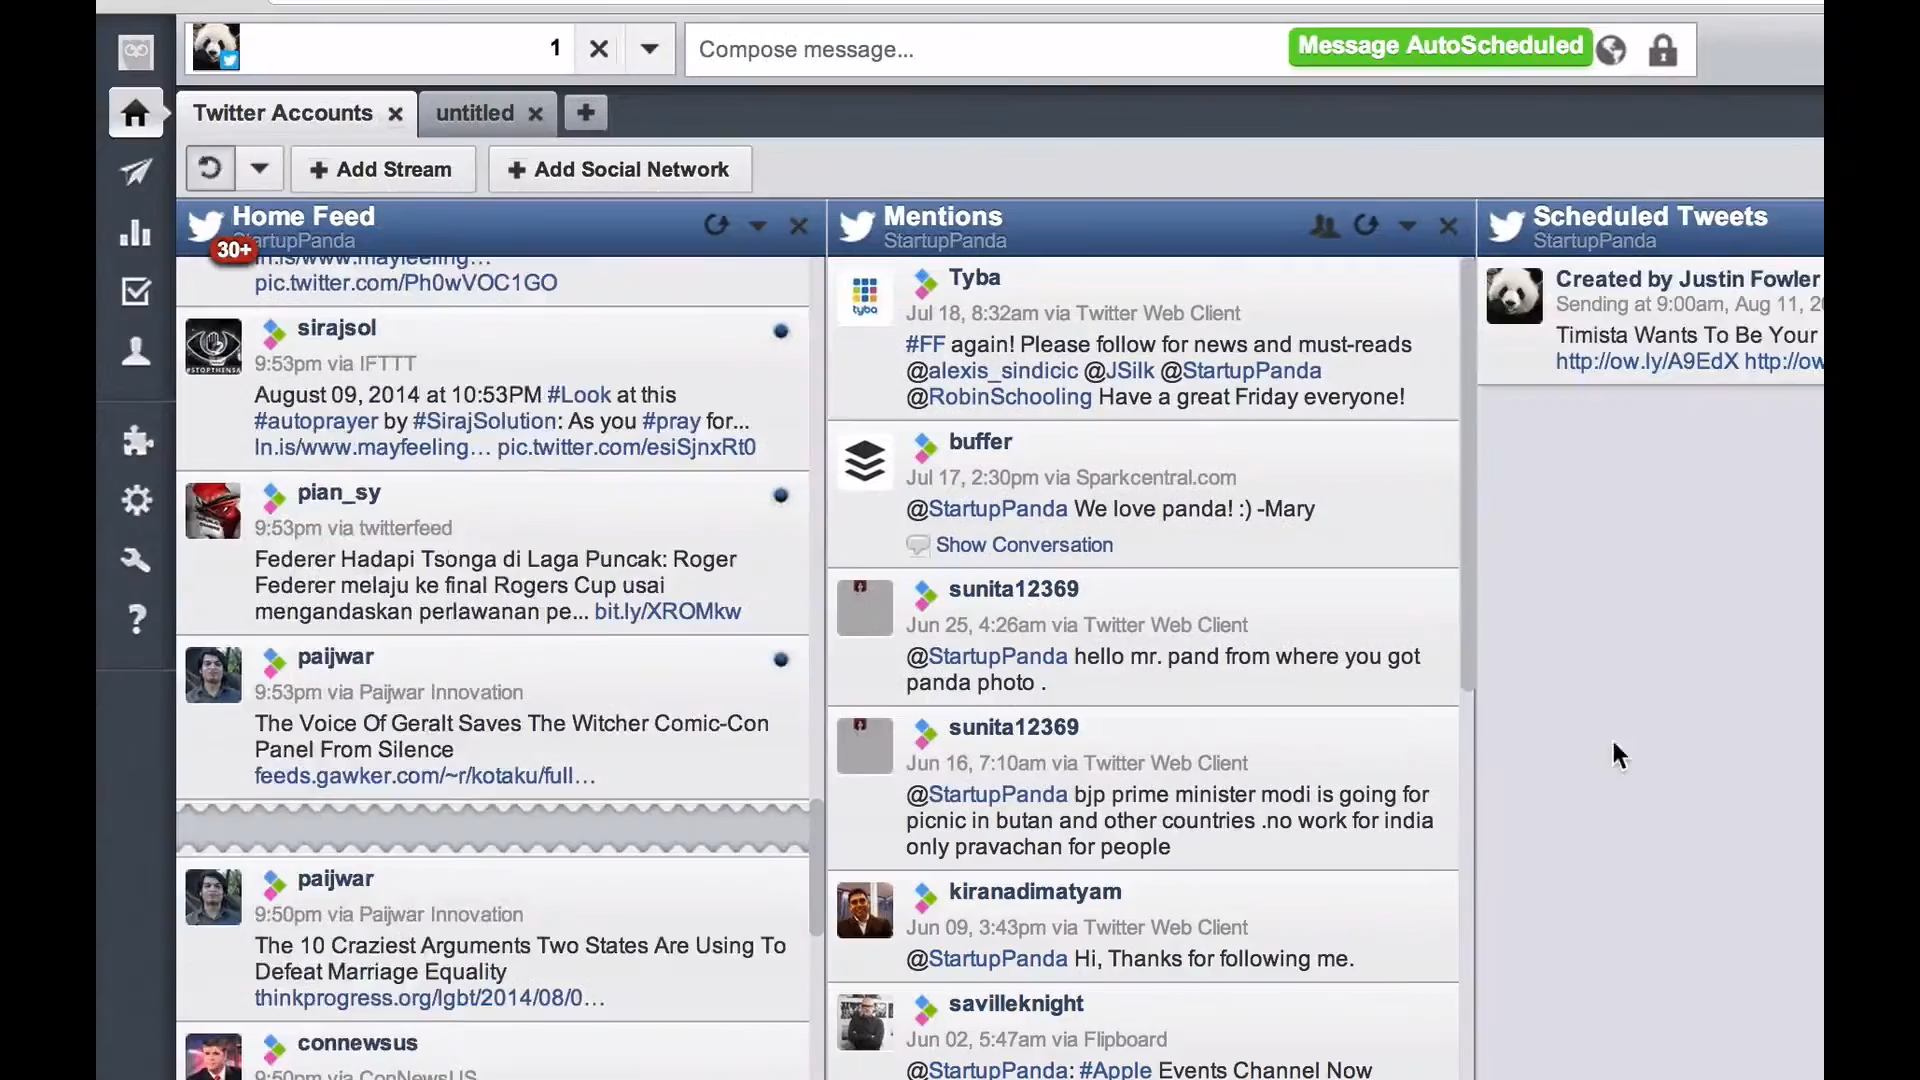 1
Compose message...
Message AutoScheduled
Twitter Accounts
untitled
Add Stream
Add Social Network
Home Feed
StartupPanda
30+
pic.twitter.com/Ph0wVOC1GO
sirajsol
9:53pm via IFTTT
August 09, 2014 at 10:53PM #Look at this
#autoprayer by #SirajSolution: As you #pray for...
ln.is/www.mayfeeling… pic.twitter.com/esiSjnxRt0
pian_sy
9:53pm via twitterfeed
Federer Hadapi Tsonga di Laga Puncak: Roger
Federer melaju ke final Rogers Cup usai
mengandaskan perlawanan pe... bit.ly/XROMkw
paijwar
9:53pm via Paijwar Innovation
The Voice Of Geralt Saves The Witcher Comic-Con
Panel From Silence
feeds.gawker.com/~r/kotaku/full…
paijwar
9:50pm via Paijwar Innovation
The 10 Craziest Arguments Two States Are Using To
Defeat Marriage Equality
thinkprogress.org/lgbt/2014/08/0…
connewsus
9:50pm via ConNewsUS
Mentions
StartupPanda
tyba
Tyba
Jul 18, 8:32am via Twitter Web Client
#FF again! Please follow for news and must-reads
@alexis_sindicic @JSilk @StartupPanda
@RobinSchooling Have a great Friday everyone!
buffer
Jul 17, 2:30pm via Sparkcentral.com
@StartupPanda We love panda! :) -Mary
Show Conversation
sunita12369
Jun 25, 4:26am via Twitter Web Client
@StartupPanda hello mr. pand from where you got
panda photo .
sunita12369
Jun 16, 7:10am via Twitter Web Client
@StartupPanda bjp prime minister modi is going for
picnic in butan and other countries .no work for india
only pravachan for people
kiranadimatyam
Jun 09, 3:43pm via Twitter Web Client
@StartupPanda Hi, Thanks for following me.
savilleknight
Jun 02, 5:47am via Flipboard
@StartupPanda: #Apple Events Channel Now
Scheduled Tweets
StartupPanda
Created by Justin Fowler
Sending at 9:00am, Aug 11, 20
Timista Wants To Be Your
http://ow.ly/A9EdX http://ow